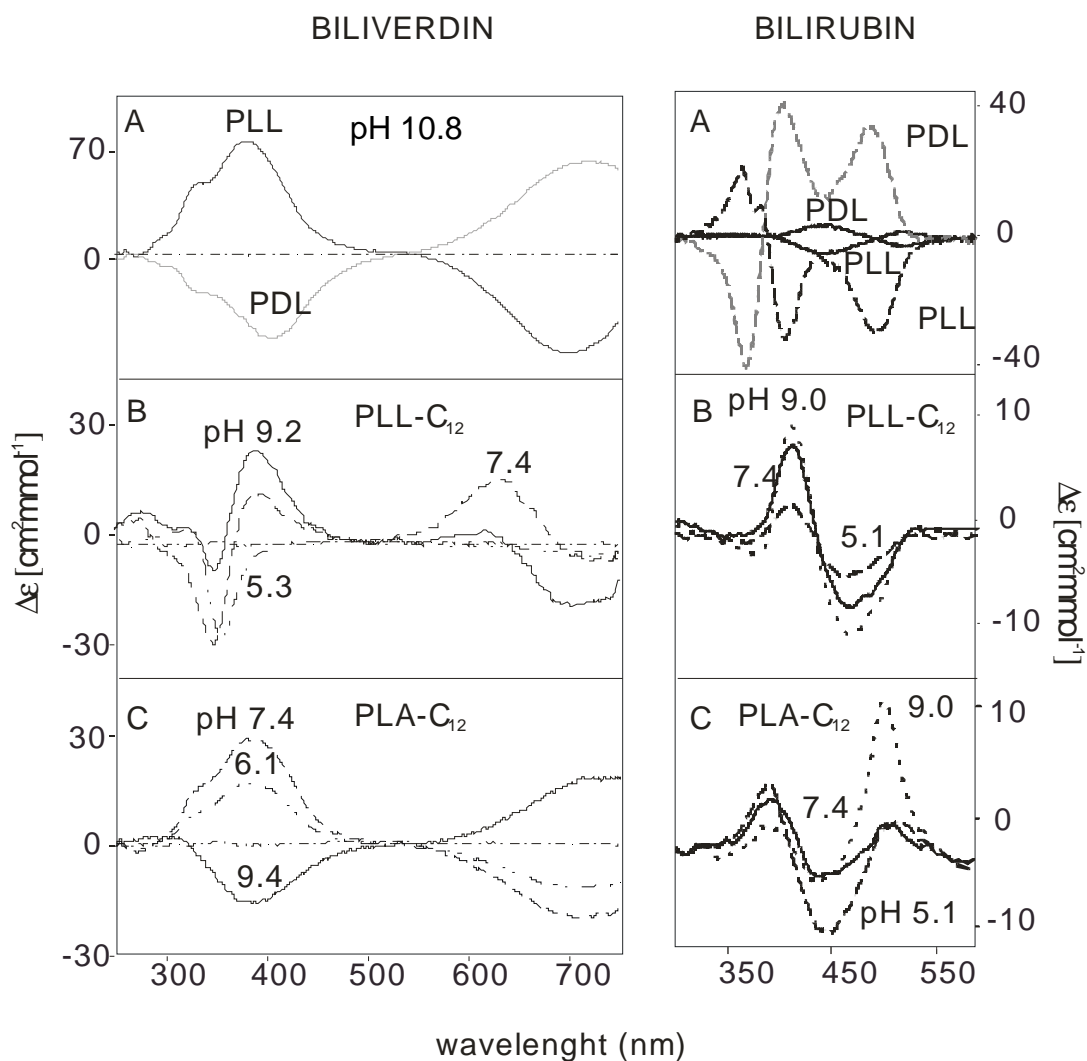 BILIVERDIN
BILIRUBIN
A
PLL
pH 10.8
70
0
PDL
B
PLL-C₁₂
pH 9.2
7.4
5.3
30
0
-30
C
PLA-C₁₂
pH 7.4
6.1
9.4
30
0
-30
300 400 500 600 700
Δε [cm²mmol⁻¹]
A
40
PDL
PDL
0
PLL
PLL
-40
B
pH 9.0
PLL-C₁₂
7.4
5.1
10
0
-10
C
PLA-C₁₂
9.0
7.4
pH 5.1
10
0
-10
350 450 550
Δε [cm²mmol⁻¹]
wavelenght (nm)